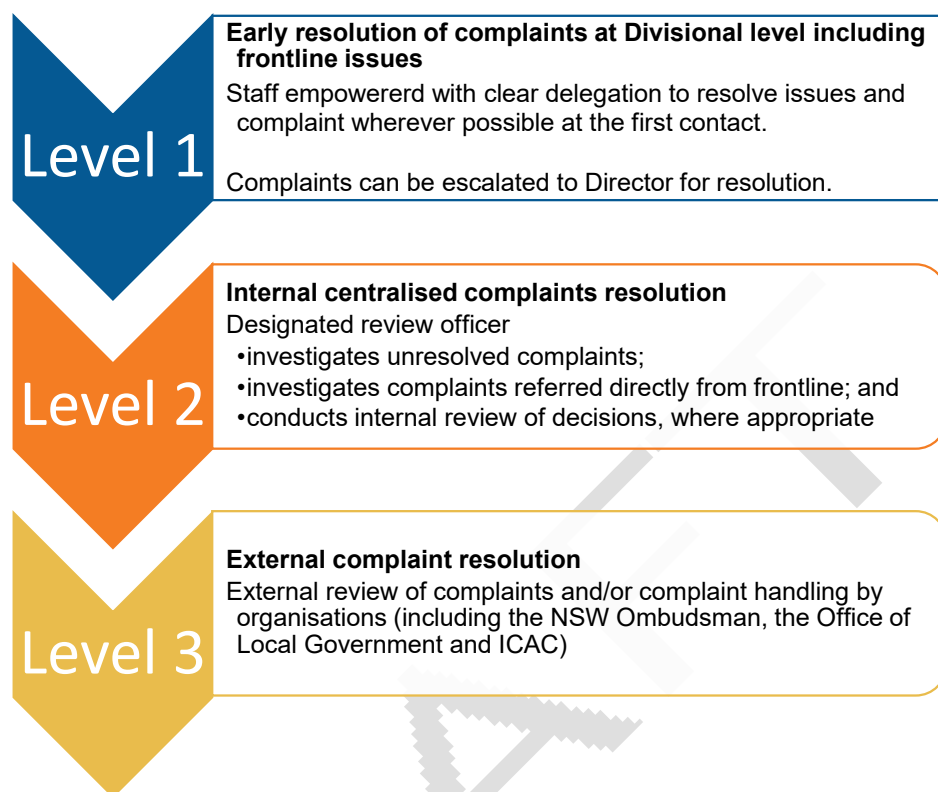 Level 1
Early resolution of complaints at Divisional level including
frontline issues
Staff empowererd with clear delegation to resolve issues and
complaint wherever possible at the first contact.
Complaints can be escalated to Director for resolution.
Level 2
Internal centralised complaints resolution
Designated review officer
•investigates unresolved complaints;
•investigates complaints referred directly from frontline; and
•conducts internal review of decisions, where appropriate
Level 3
External complaint resolution
External review of complaints and/or complaint handling by
organisations (including the NSW Ombudsman, the Office of
Local Government and ICAC)